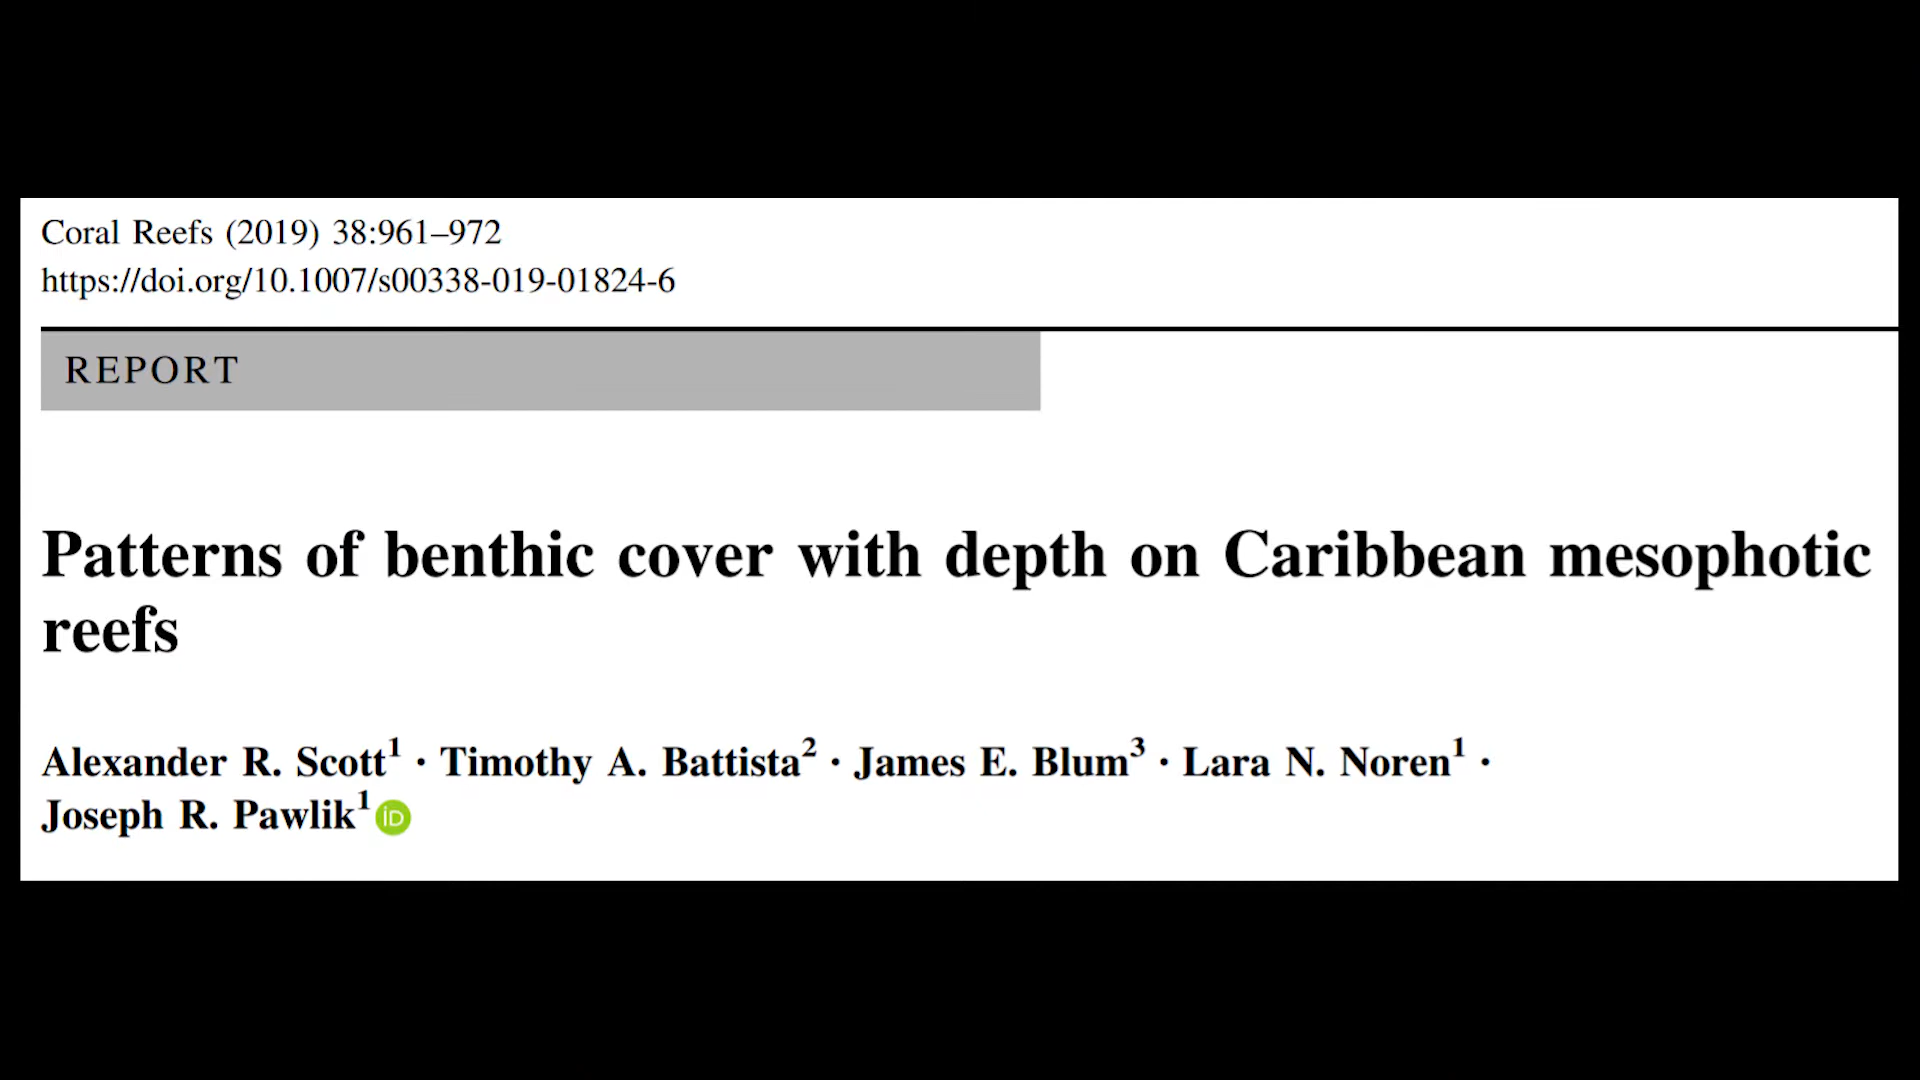 Coral Reefs (2019) 38:961–972
https://doi.org/10.1007/s00338-019-01824-6
REPORT
Patterns of benthic cover with depth on Caribbean mesophotic
reefs
Alexander R. Scott¹ · Timothy A. Battista² · James E. Blum³ · Lara N. Noren¹ ·
Joseph R. Pawlik¹ iD